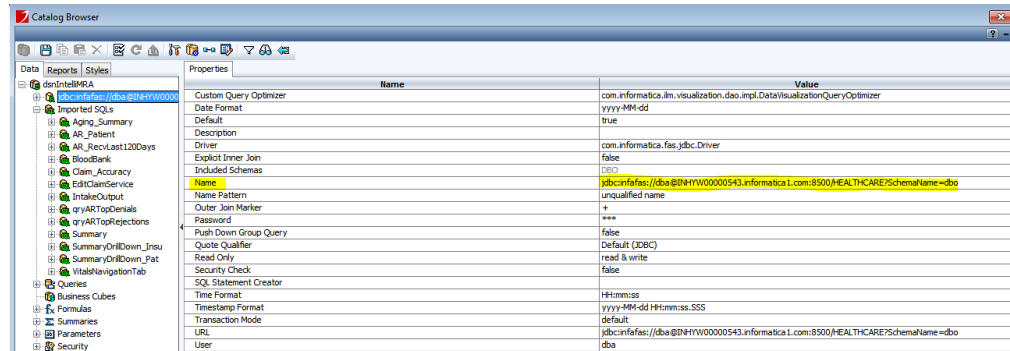 Catalog Browser
Data Reports Styles
Properties
dsnIntelliMRA
jdbc:infafas://dba@INHYW0000
Imported SQLs
Aging_Summary
AR_Patient
AR_RecvLast120Days
BloodBank
Claim_Accuracy
EditClaimService
IntakeOutput
qryARTopDenials
qryARTopRejections
Summary
SummaryDrillDown_Insu
SummaryDrillDown_Pat
VitalsNavigationTab
Queries
Business Cubes
Formulas
Summaries
Parameters
Security
Name Value
Custom Query Optimizer com.informatica.ilm.visualization.dao.impl.DataVisualizationQueryOptimizer
Date Format yyyy-MM-dd
Default true
Description
Driver com.informatica.fas.jdbc.Driver
Explicit Inner Join false
Included Schemas DBO
Name jdbc:infafas://dba@INHYW00000543.informatica1.com:8500/HEALTHCARE?SchemaName=dbo
Name Pattern unqualified name
Outer Join Marker +
Password ***
Push Down Group Query false
Quote Qualifier Default (JDBC)
Read Only read & write
Security Check false
SQL Statement Creator
Time Format HH:mm:ss
Timestamp Format yyyy-MM-dd HH:mm:ss.SSS
Transaction Mode default
URL jdbc:infafas://dba@INHYW00000543.informatica1.com:8500/HEALTHCARE?SchemaName=dbo
User dba